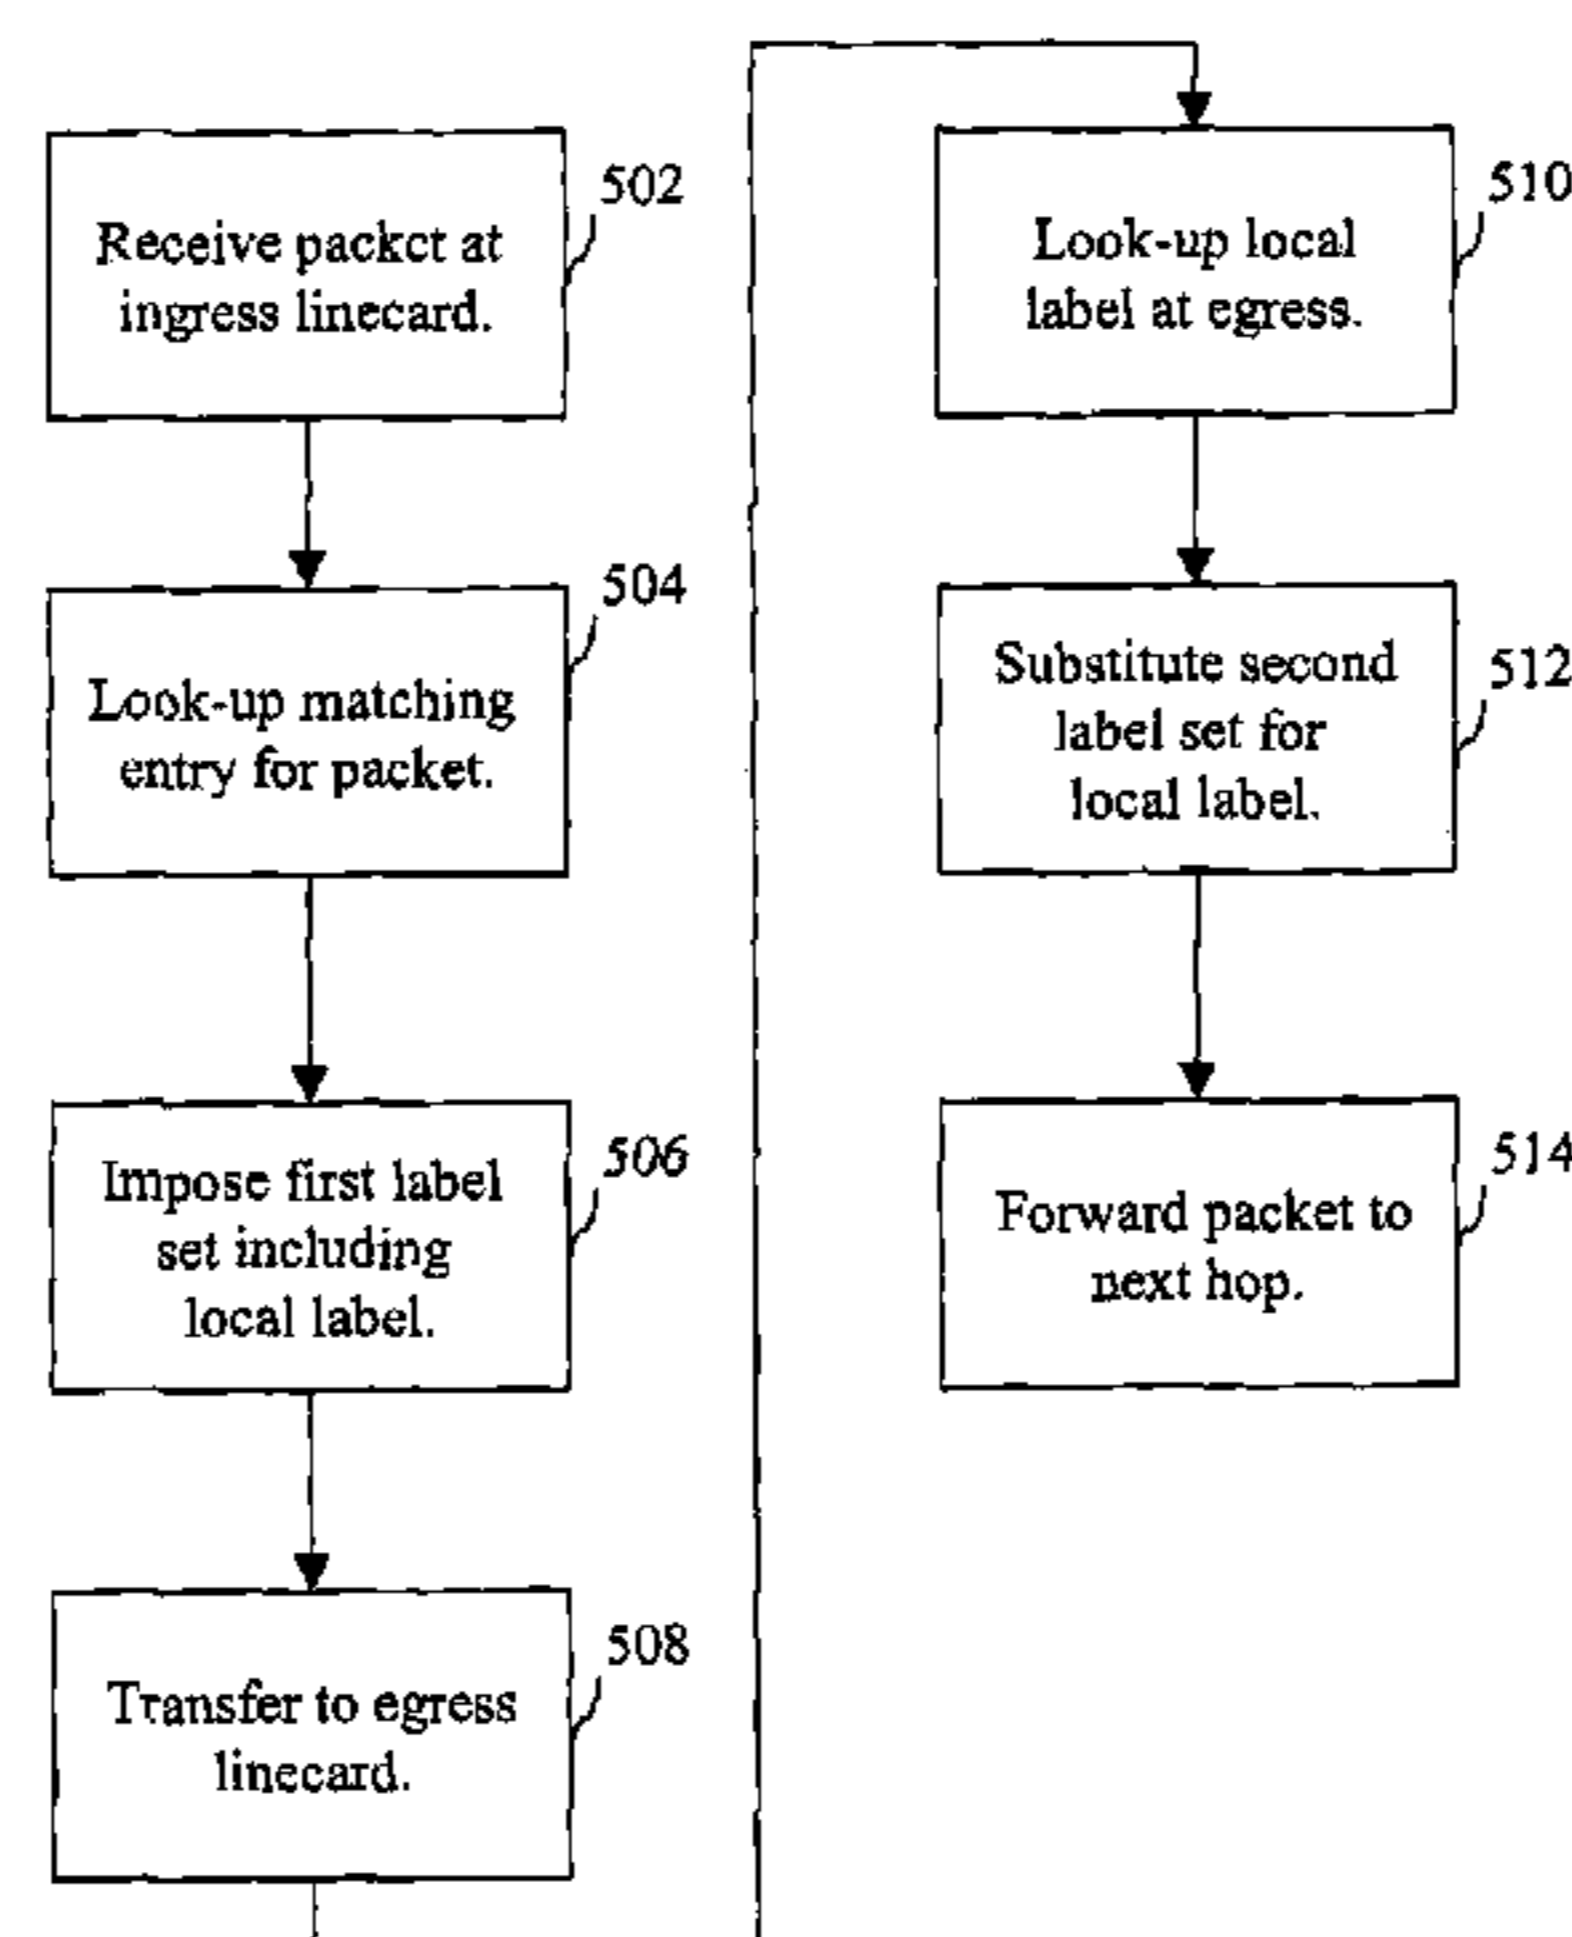 502
Receive packet at
ingress linecard.
504
Look-up matching
entry for packet.
506
Impose first label
set including
local label.
508
Transfer to egress
linecard.
510
Look-up local
label at egress.
512
Substitute second
label set for
local label.
514
Forward packet to
next hop.